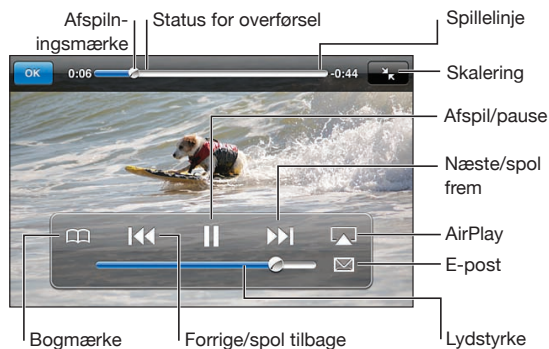 Afspiln-
ingsmærke
Status for overførsel
Spillelinje
OK
0:06
-0:44
Skalering
Afspil/pause
Næste/spol
frem
AirPlay
E-post
Bogmærke
Forrige/spol tilbage
Lydstyrke